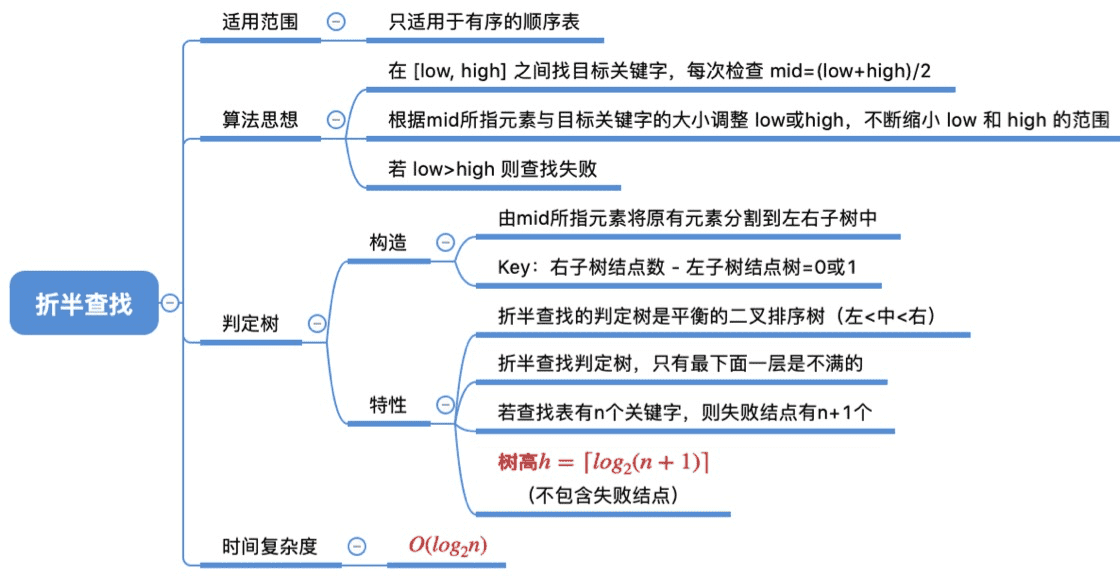 折半查找
适用范围
只适用于有序的顺序表
算法思想
在 [low, high] 之间找目标关键字，每次检查 mid=(low+high)/2
根据mid所指元素与目标关键字的大小调整 low或high，不断缩小 low 和 high 的范围
若 low>high 则查找失败
判定树
构造
由mid所指元素将原有元素分割到左右子树中
Key：右子树结点数 - 左子树结点树=0或1
特性
折半查找的判定树是平衡的二叉排序树（左<中<右）
折半查找判定树，只有最下面一层是不满的
若查找表有n个关键字，则失败结点有n+1个
树高h = ⌈log₂(n + 1)⌉
（不包含失败结点）
时间复杂度
O(log₂n)